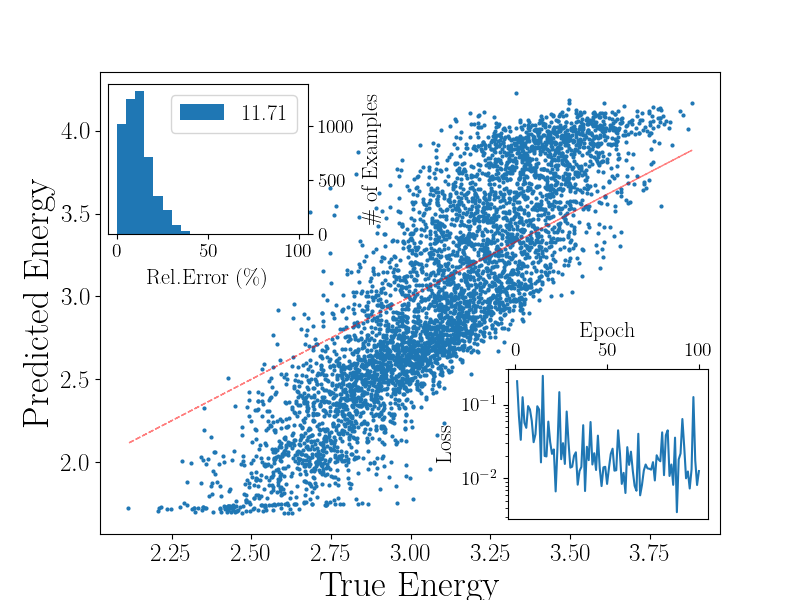 11.71
1000
500
0
# of Examples
0 50 100
Rel.Error (%)
4.0
3.5
3.0
2.5
2.0
Predicted Energy
Epoch
0 50 100
10⁻¹
10⁻²
Loss
2.25 2.50 2.75 3.00 3.25 3.50 3.75
True Energy